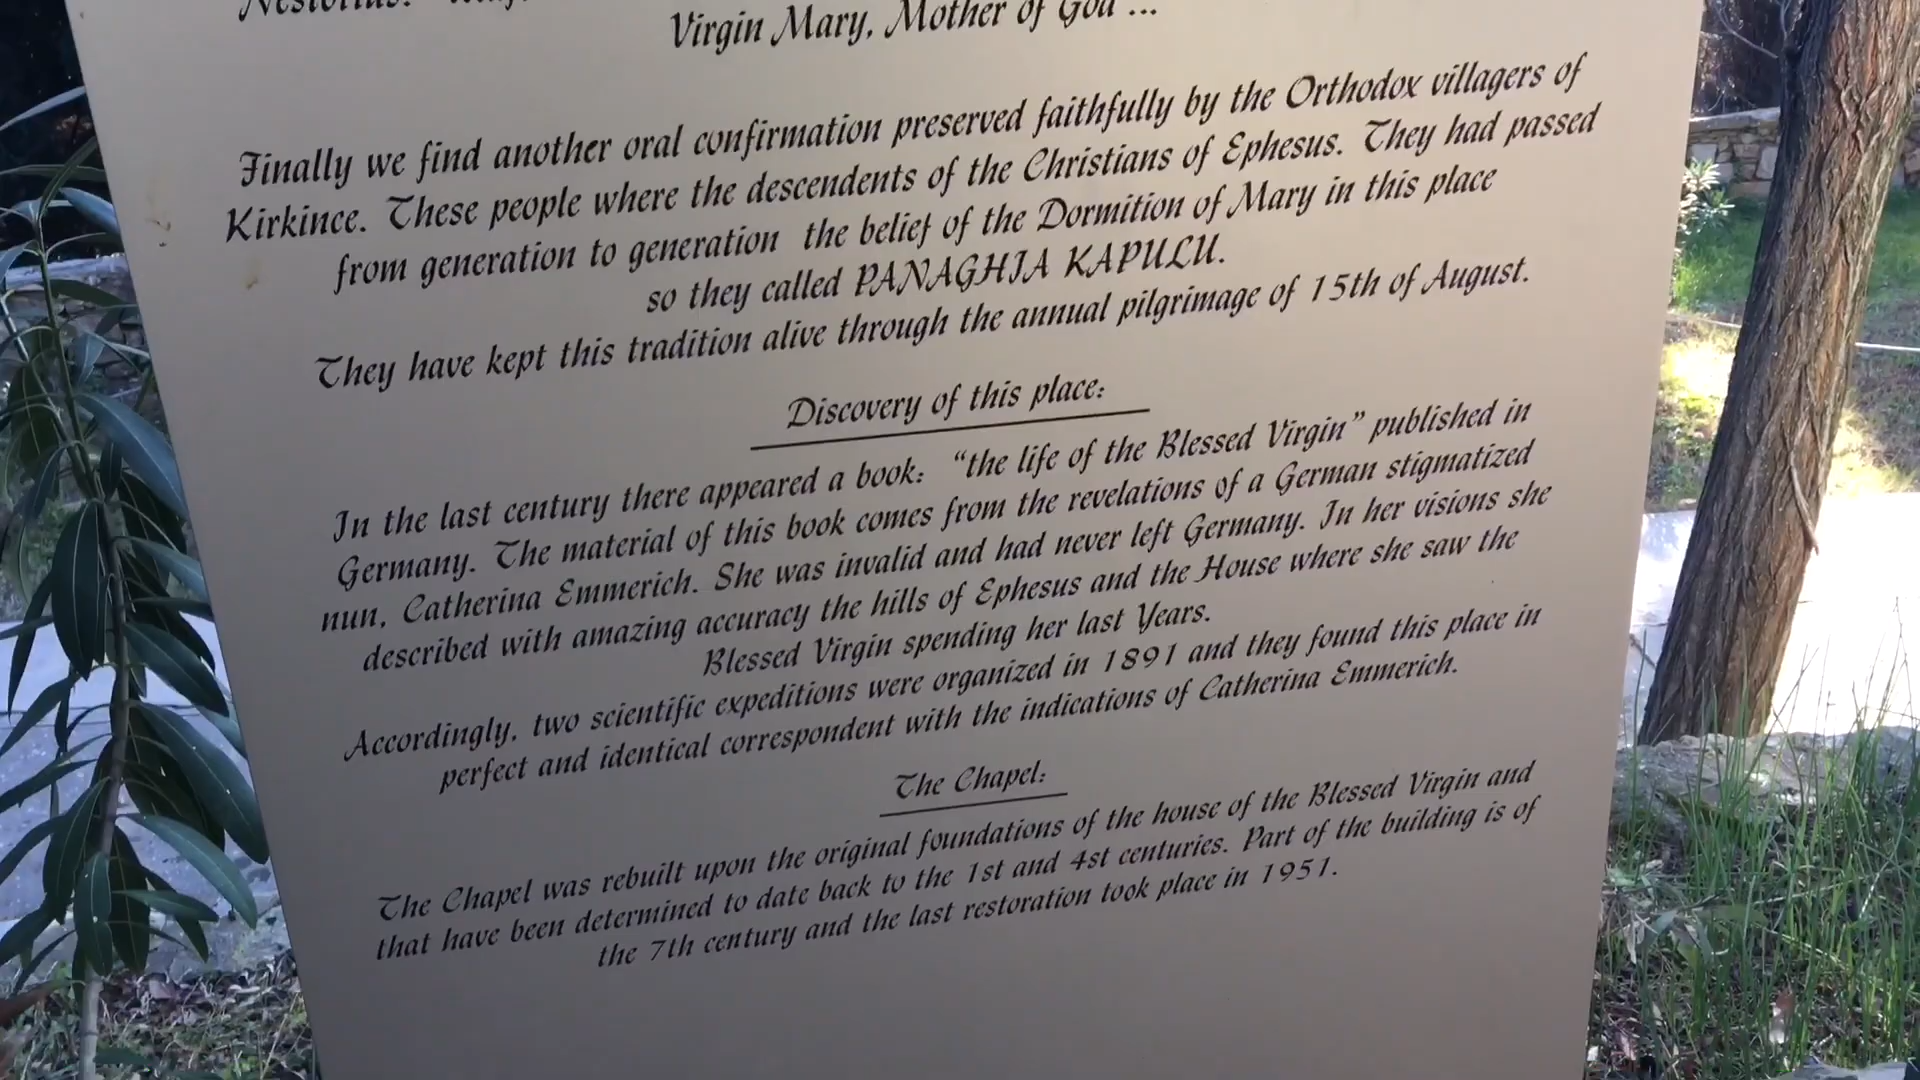 Nestorius:
Virgin Mary, Mother of God ...
Finally we find another oral confirmation preserved faithfully by the Orthodox villagers of
Kirkince. These people where the descendents of the Christians of Ephesus. They had passed
from generation to generation the belief of the Dormition of Mary in this place
so they called PANAGHIA KAPULU.
They have kept this tradition alive through the annual pilgrimage of 15th of August.
Discovery of this place:
In the last century there appeared a book: “the life of the Blessed Virgin” published in
Germany. The material of this book comes from the revelations of a German stigmatized
nun, Catherina Emmerich. She was invalid and had never left Germany. In her visions she
described with amazing accuracy the hills of Ephesus and the House where she saw the
Blessed Virgin spending her last Years.
Accordingly, two scientific expeditions were organized in 1891 and they found this place in
perfect and identical correspondent with the indications of Catherina Emmerich.
The Chapel:
The Chapel was rebuilt upon the original foundations of the house of the Blessed Virgin and
that have been determined to date back to the 1st and 4st centuries. Part of the building is of
the 7th century and the last restoration took place in 1951.